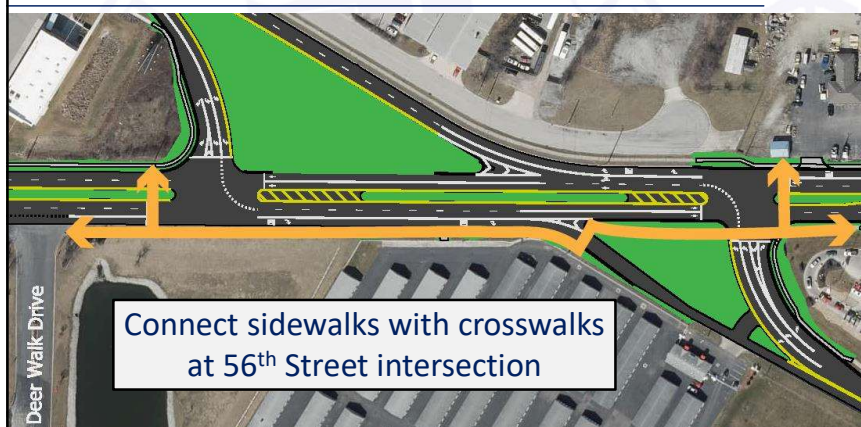 Deer Walk Drive
Connect sidewalks with crosswalks
at 56th Street intersection